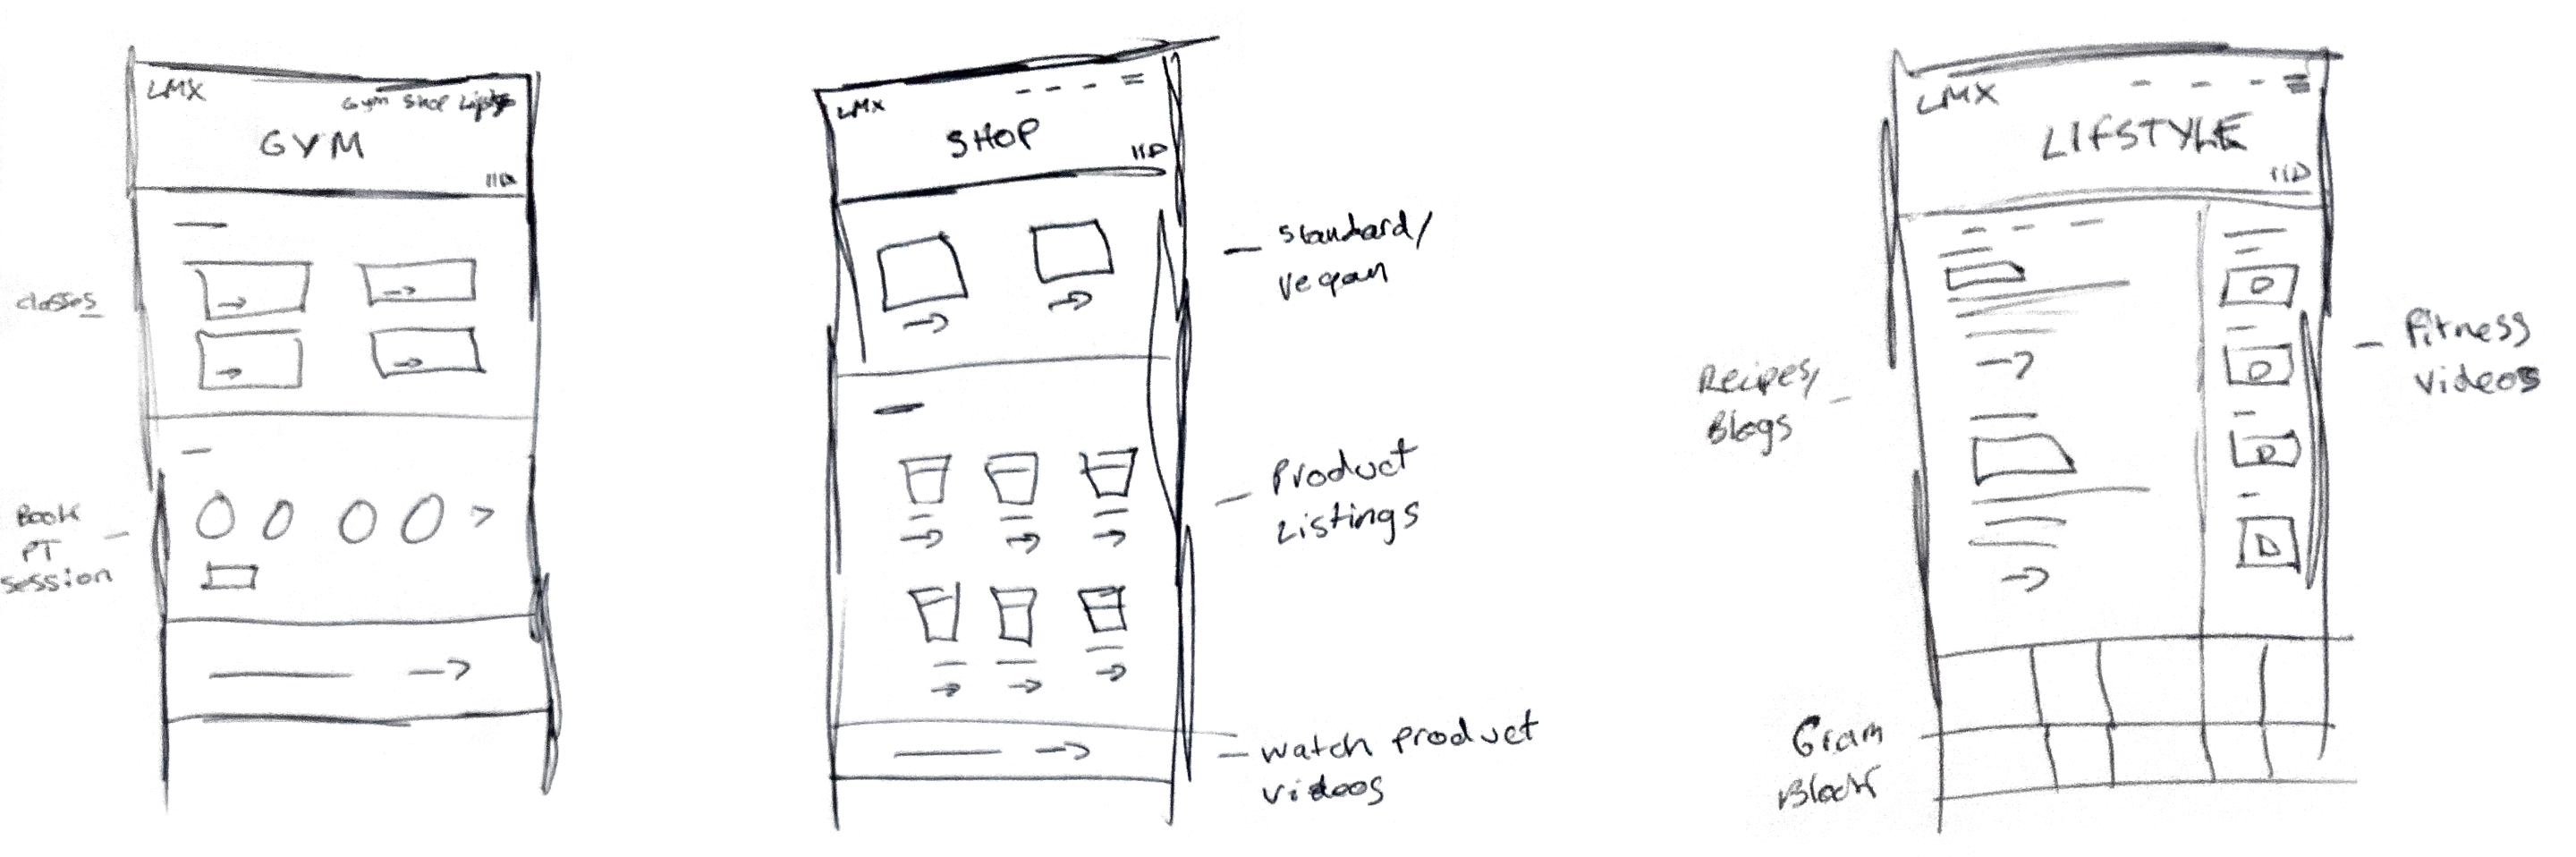 LMX
Gym Shop
GYM
classes
Book
PT
session
LMX
SHOP
standard/
vegan
Product
Listings
watch product
videos
LMX
LIFSTYLE
Recipes/
Blogs
Fitness
videos
Gram
Block